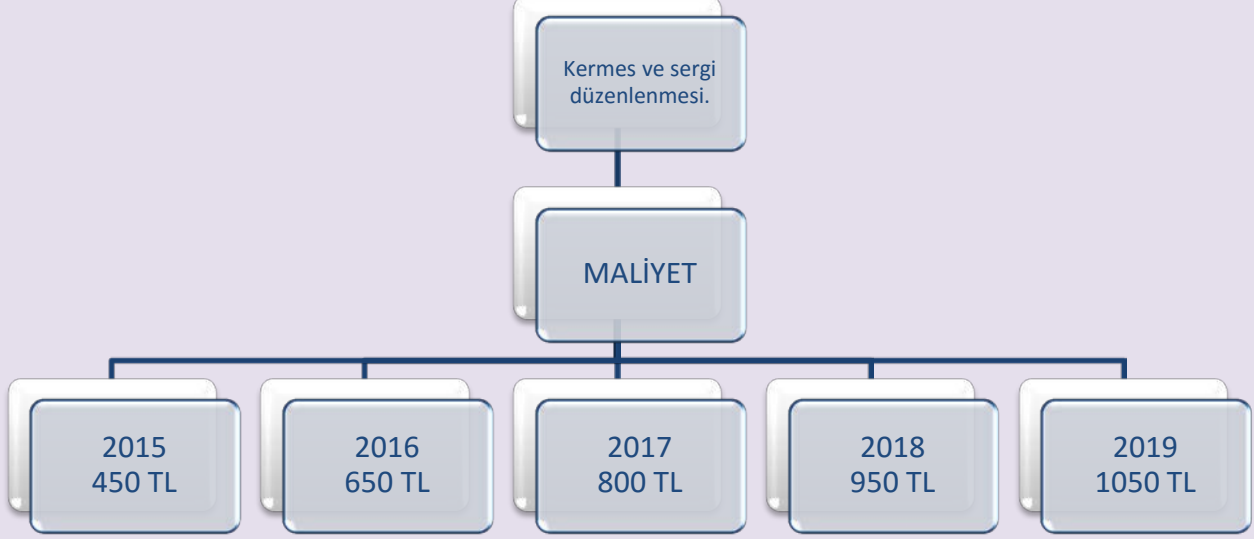 Kermes ve sergi
düzenlenmesi.
MALİYET
2015
450 TL
2016
650 TL
2017
800 TL
2018
950 TL
2019
1050 TL